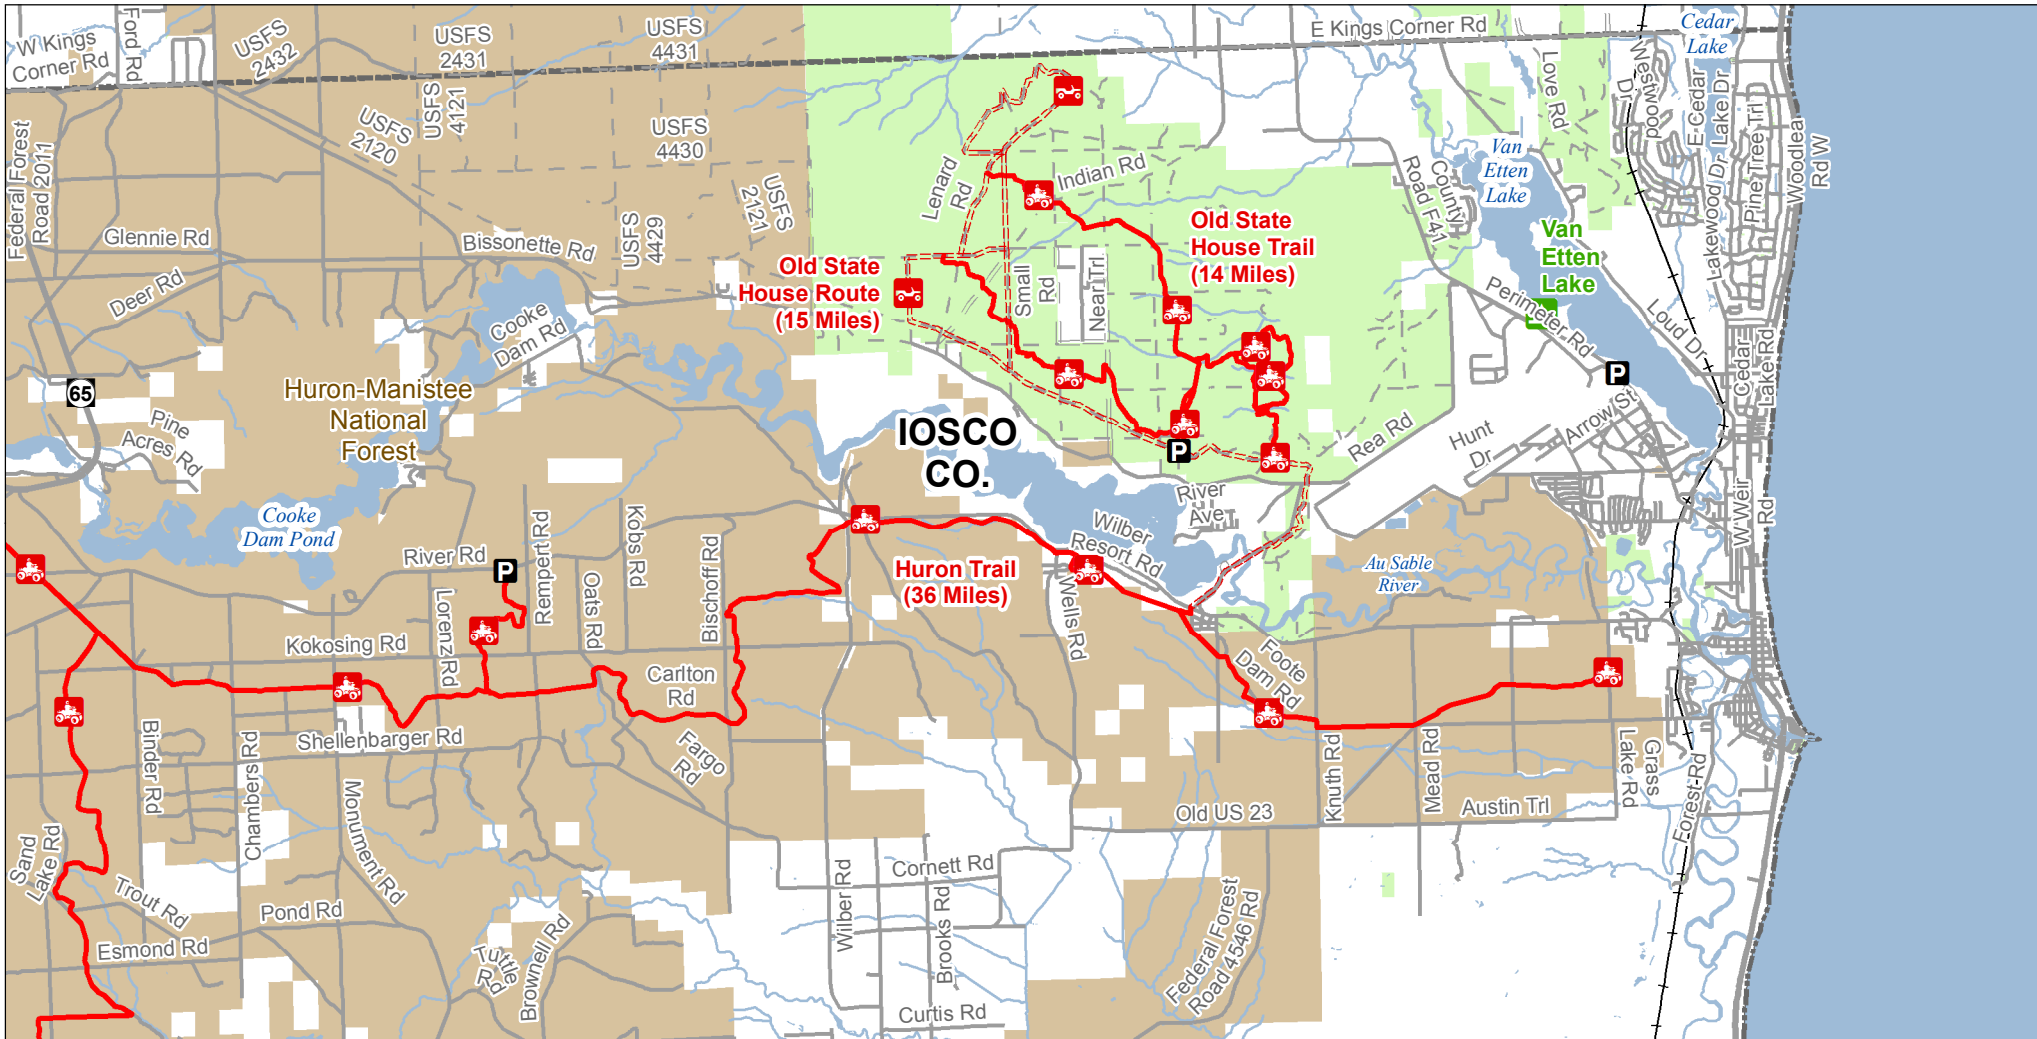 W Kings
Corner Rd
Ford Rd
USFS
2432
USFS
2431
USFS
4431
E Kings Corner Rd
Cedar
Lake
Love Rd
Westwood
Dr
E Cedar
Lake Dr
Lakewood Dr
Pine Tree Trl
Woodlea
Rd W
Federal Forest
Road 2011
USFS
4121
USFS
2120
USFS
4430
USFS
2121
USFS
4429
Lenard
Rd
Indian Rd
County
Road F41
Van
Etten
Lake
Glennie Rd
Bissonette Rd
Deer Rd
Old State
House Trail
(14 Miles)
Old State
House Route
(15 Miles)
Small
Rd
Near Trl
Van
Etten
Lake
Perimeter Rd
Loud Dr
Cooke
Dam Rd
Cedar
Lake Rd
65
Huron-Manistee
National
Forest
Pine
Acres Rd
IOSCO
CO.
P
P
Rea Rd
Hunt
Dr
Arrow St
River
Ave
W Weir
Rd
Cooke
Dam Pond
River Rd
P
Rempert Rd
Kobs Rd
Oats Rd
Bischoff Rd
Lorenz Rd
Huron Trail
(36 Miles)
Wilber
Resort Rd
Wells Rd
Au Sable
River
Kokosing Rd
Carlton
Rd
Foote
Dam Rd
Shellenbarger Rd
Binder Rd
Chambers Rd
Monument Rd
Fargo
Rd
Knuth Rd
Mead Rd
Grass
Lake Rd
Forest Rd
Old US 23
Austin Trl
Sand
Lake Rd
Trout Rd
Pond Rd
Esmond Rd
Tuttle
Rd
Brownell Rd
Wilber Rd
Cornett Rd
Brooks Rd
Curtis Rd
Federal Forest
Road 4546 Rd